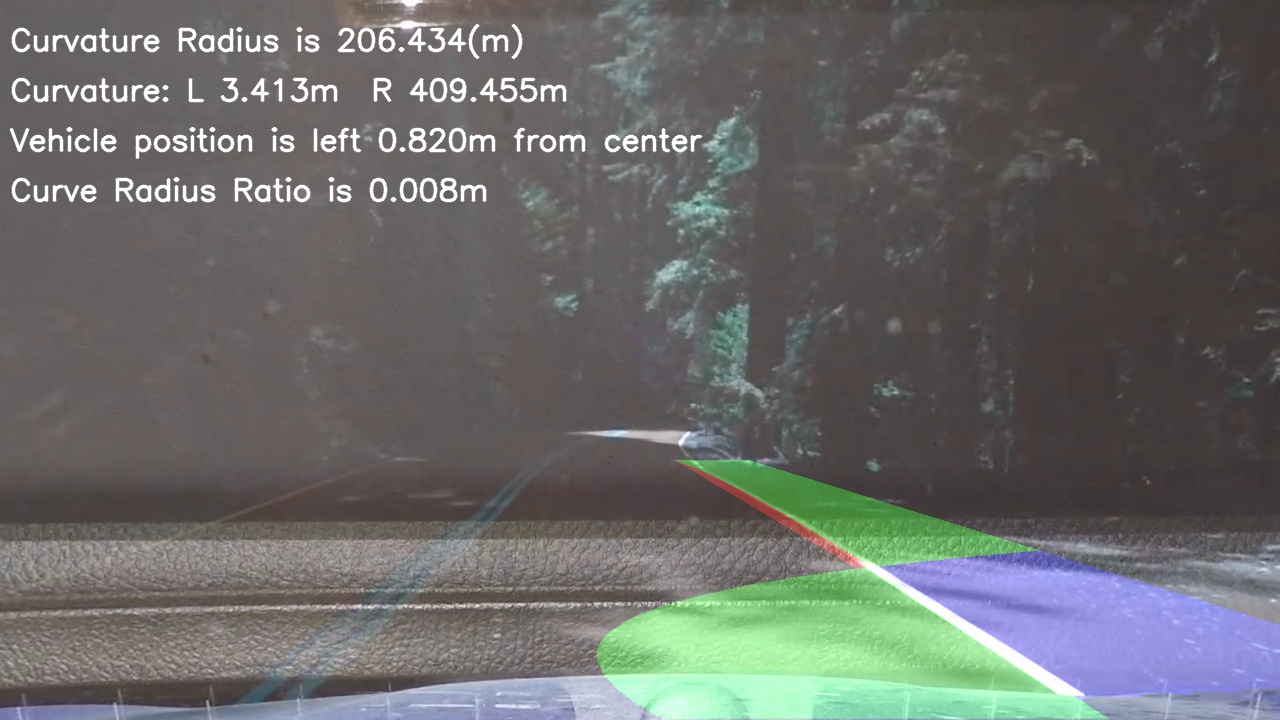 Curvature Radius is 206.434(m)
Curvature: L 3.413m R 409.455m
Vehicle position is left 0.820m from center
Curve Radius Ratio is 0.008m